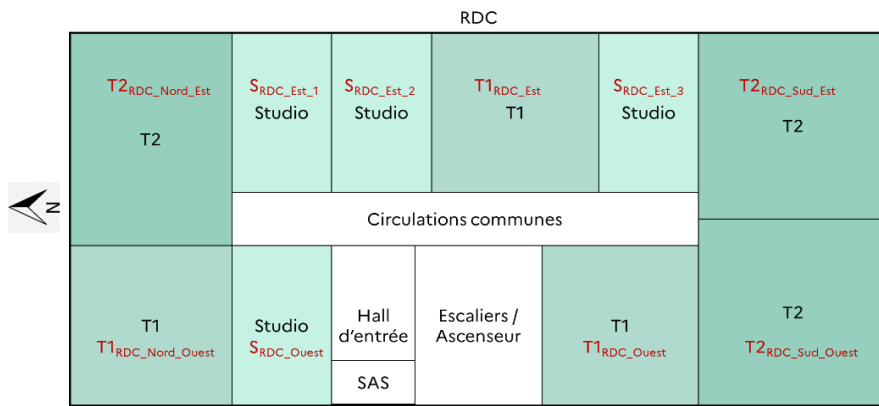 RDC
T2RDC_Nord_Est
T2
SRDC_Est_1
Studio
SRDC_Est_2
Studio
T1RDC_Est
T1
SRDC_Est_3
Studio
T2RDC_Sud_Est
T2
N
Circulations communes
T1
T1RDC_Nord_Ouest
Studio
SRDC_Ouest
Hall
d'entrée
SAS
Escaliers /
Ascenseur
T1
T1RDC_Ouest
T2
T2RDC_Sud_Ouest